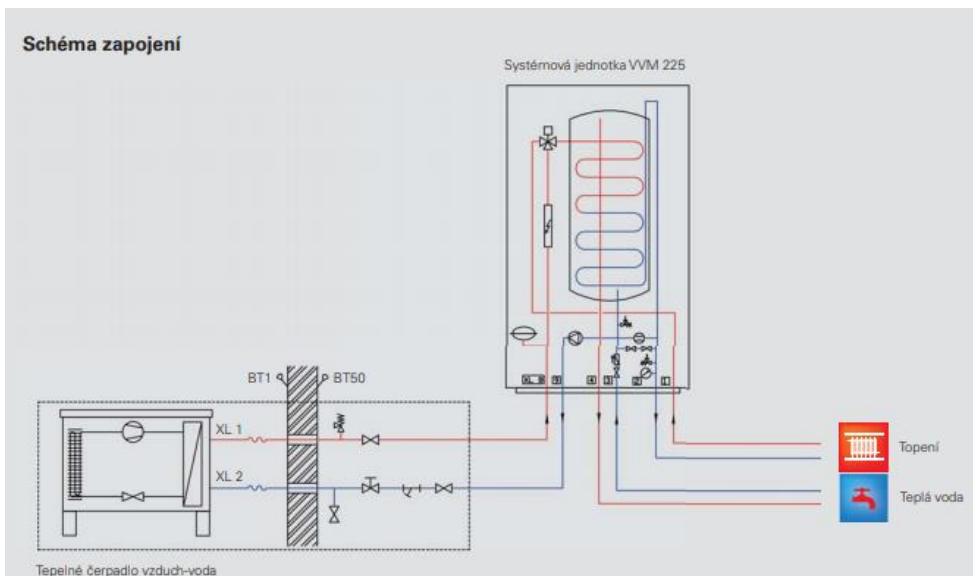 Schéma zapojení
Systémová jednotka VVM 225
BT1
BT50
XL 1
XL 2
Topení
Teplá voda
Tepelné čerpadlo vzduch-voda